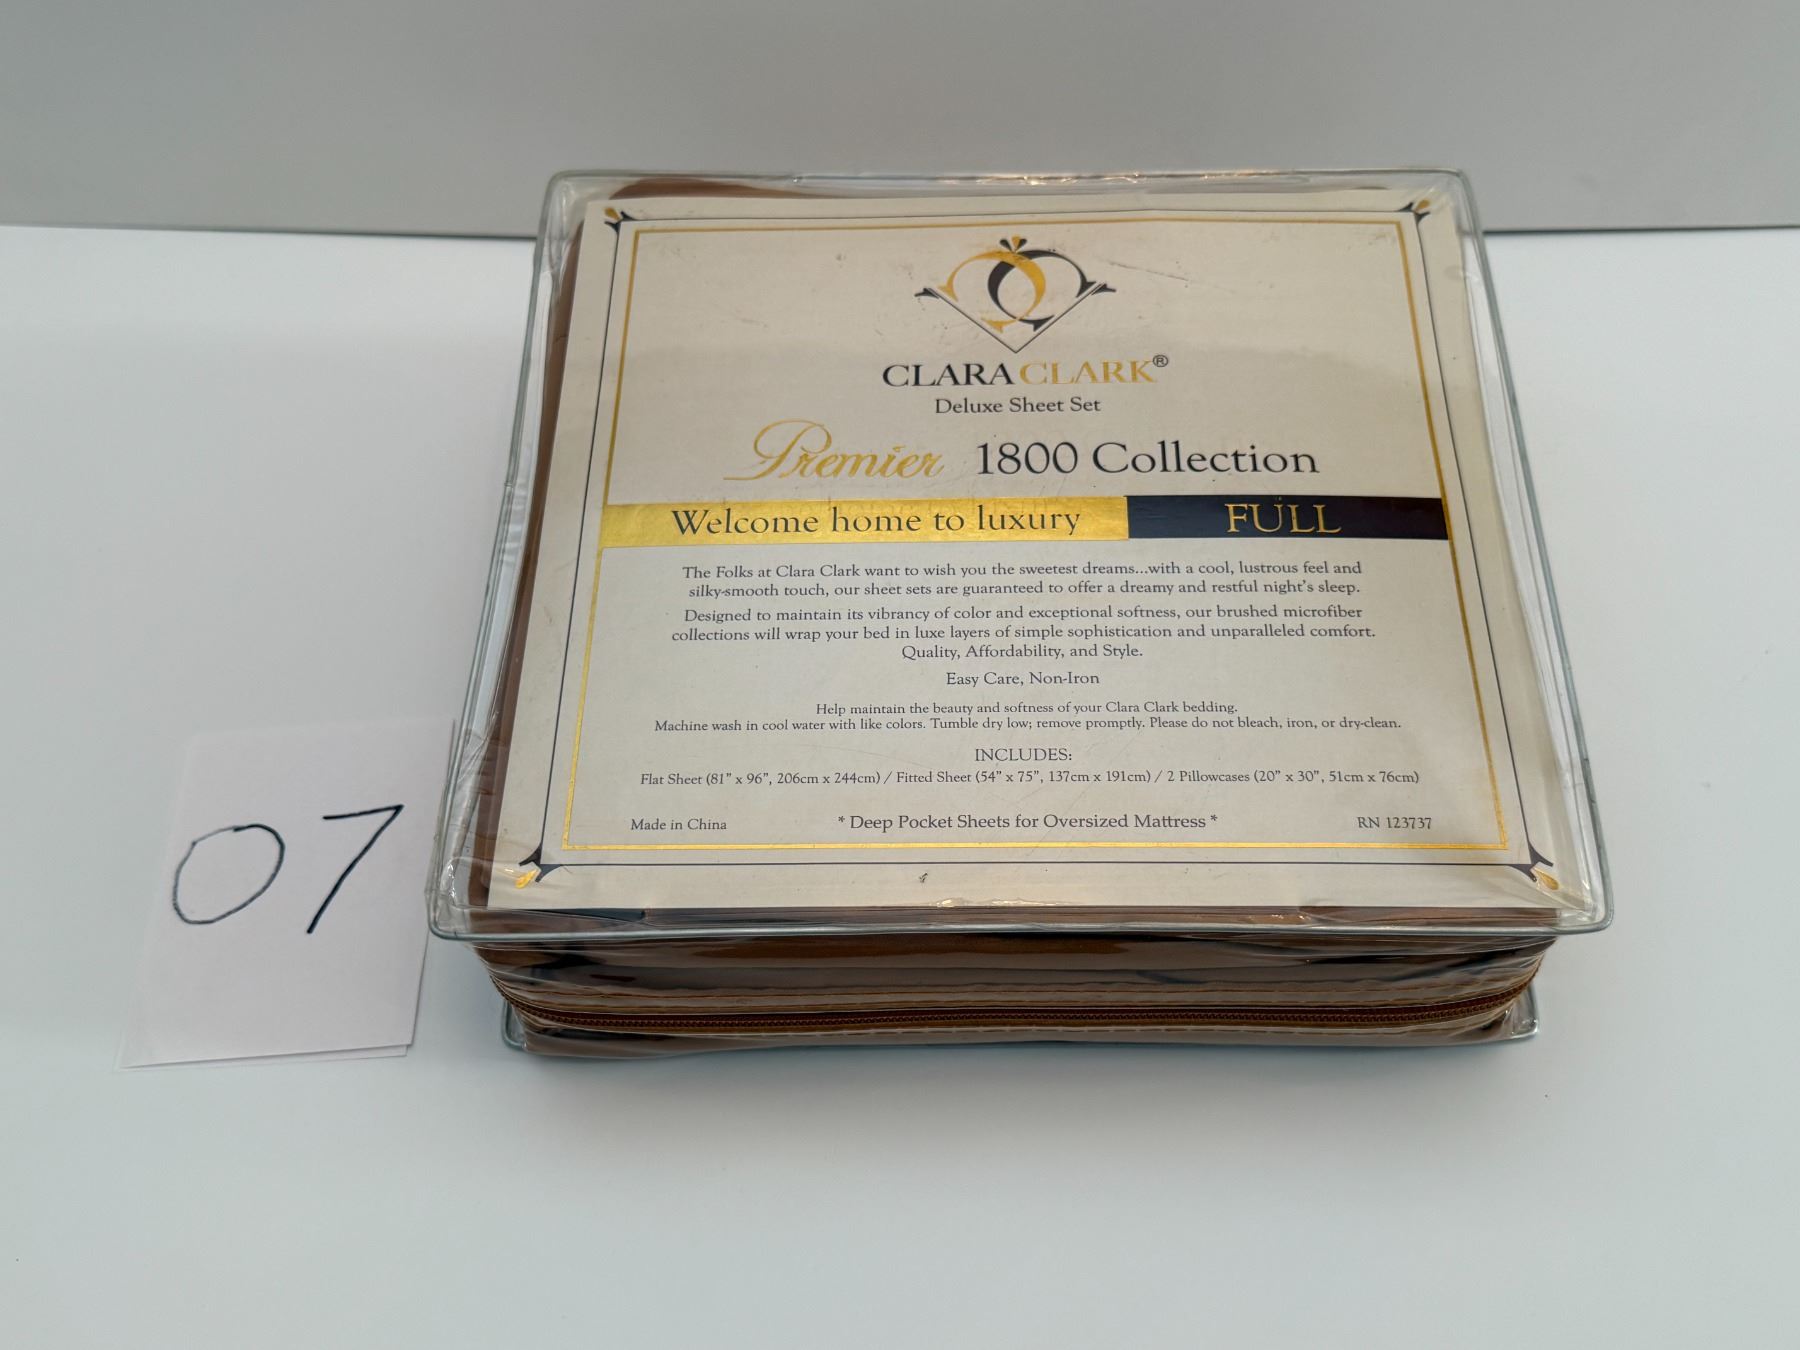 CLARA CLARK®
Deluxe Sheet Set
Premier 1800 Collection
Welcome home to luxury FULL
The Folks at Clara Clark want to wish you the sweetest dreams...with a cool, lustrous feel and
silky-smooth touch, our sheet sets are guaranteed to offer a dreamy and restful night's sleep.
Designed to maintain its vibrancy of color and exceptional softness, our brushed microfiber
collections will wrap your bed in luxe layers of simple sophistication and unparalleled comfort.
Quality, Affordability, and Style.
Easy Care, Non-Iron
Help maintain the beauty and softness of your Clara Clark bedding.
Machine wash in cool water with like colors. Tumble dry low; remove promptly. Please do not bleach, iron, or dry-clean.
INCLUDES:
Flat Sheet (81" x 96", 206cm x 244cm) / Fitted Sheet (54" x 75", 137cm x 191cm) / 2 Pillowcases (20" x 30", 51cm x 76cm)
Made in China * Deep Pocket Sheets for Oversized Mattress * RN 123737
07